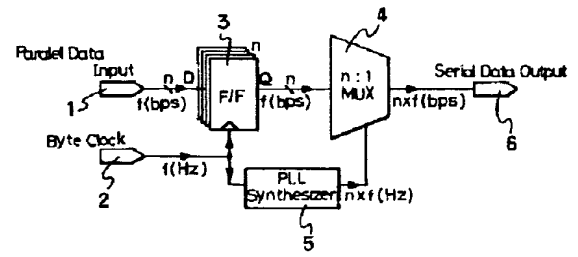 Parallel Data
Input
1
n
D
f(bps)
3
n
F/F
Q
n
f(bps)
4
n : 1
MUX
nxf(bps)
Serial Data Output
6
Byte Clock
2
f(Hz)
PLL
Synthesizer
5
nxf(Hz)